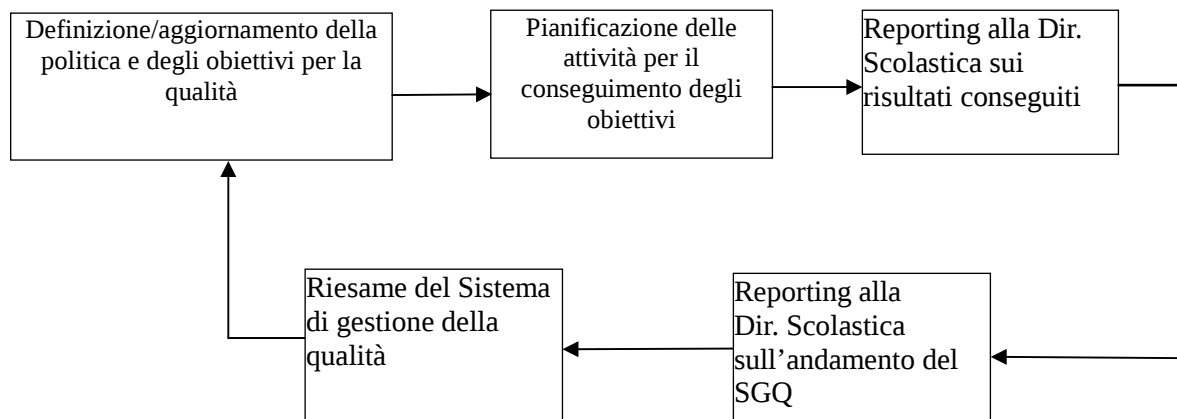 Definizione/aggiornamento della
politica e degli obiettivi per la
qualità
Pianificazione delle
attività per il
conseguimento degli
obiettivi
Reporting alla Dir.
Scolastica sui
risultati conseguiti
Riesame del Sistema
di gestione della
qualità
Reporting alla
Dir. Scolastica
sull’andamento del
SGQ